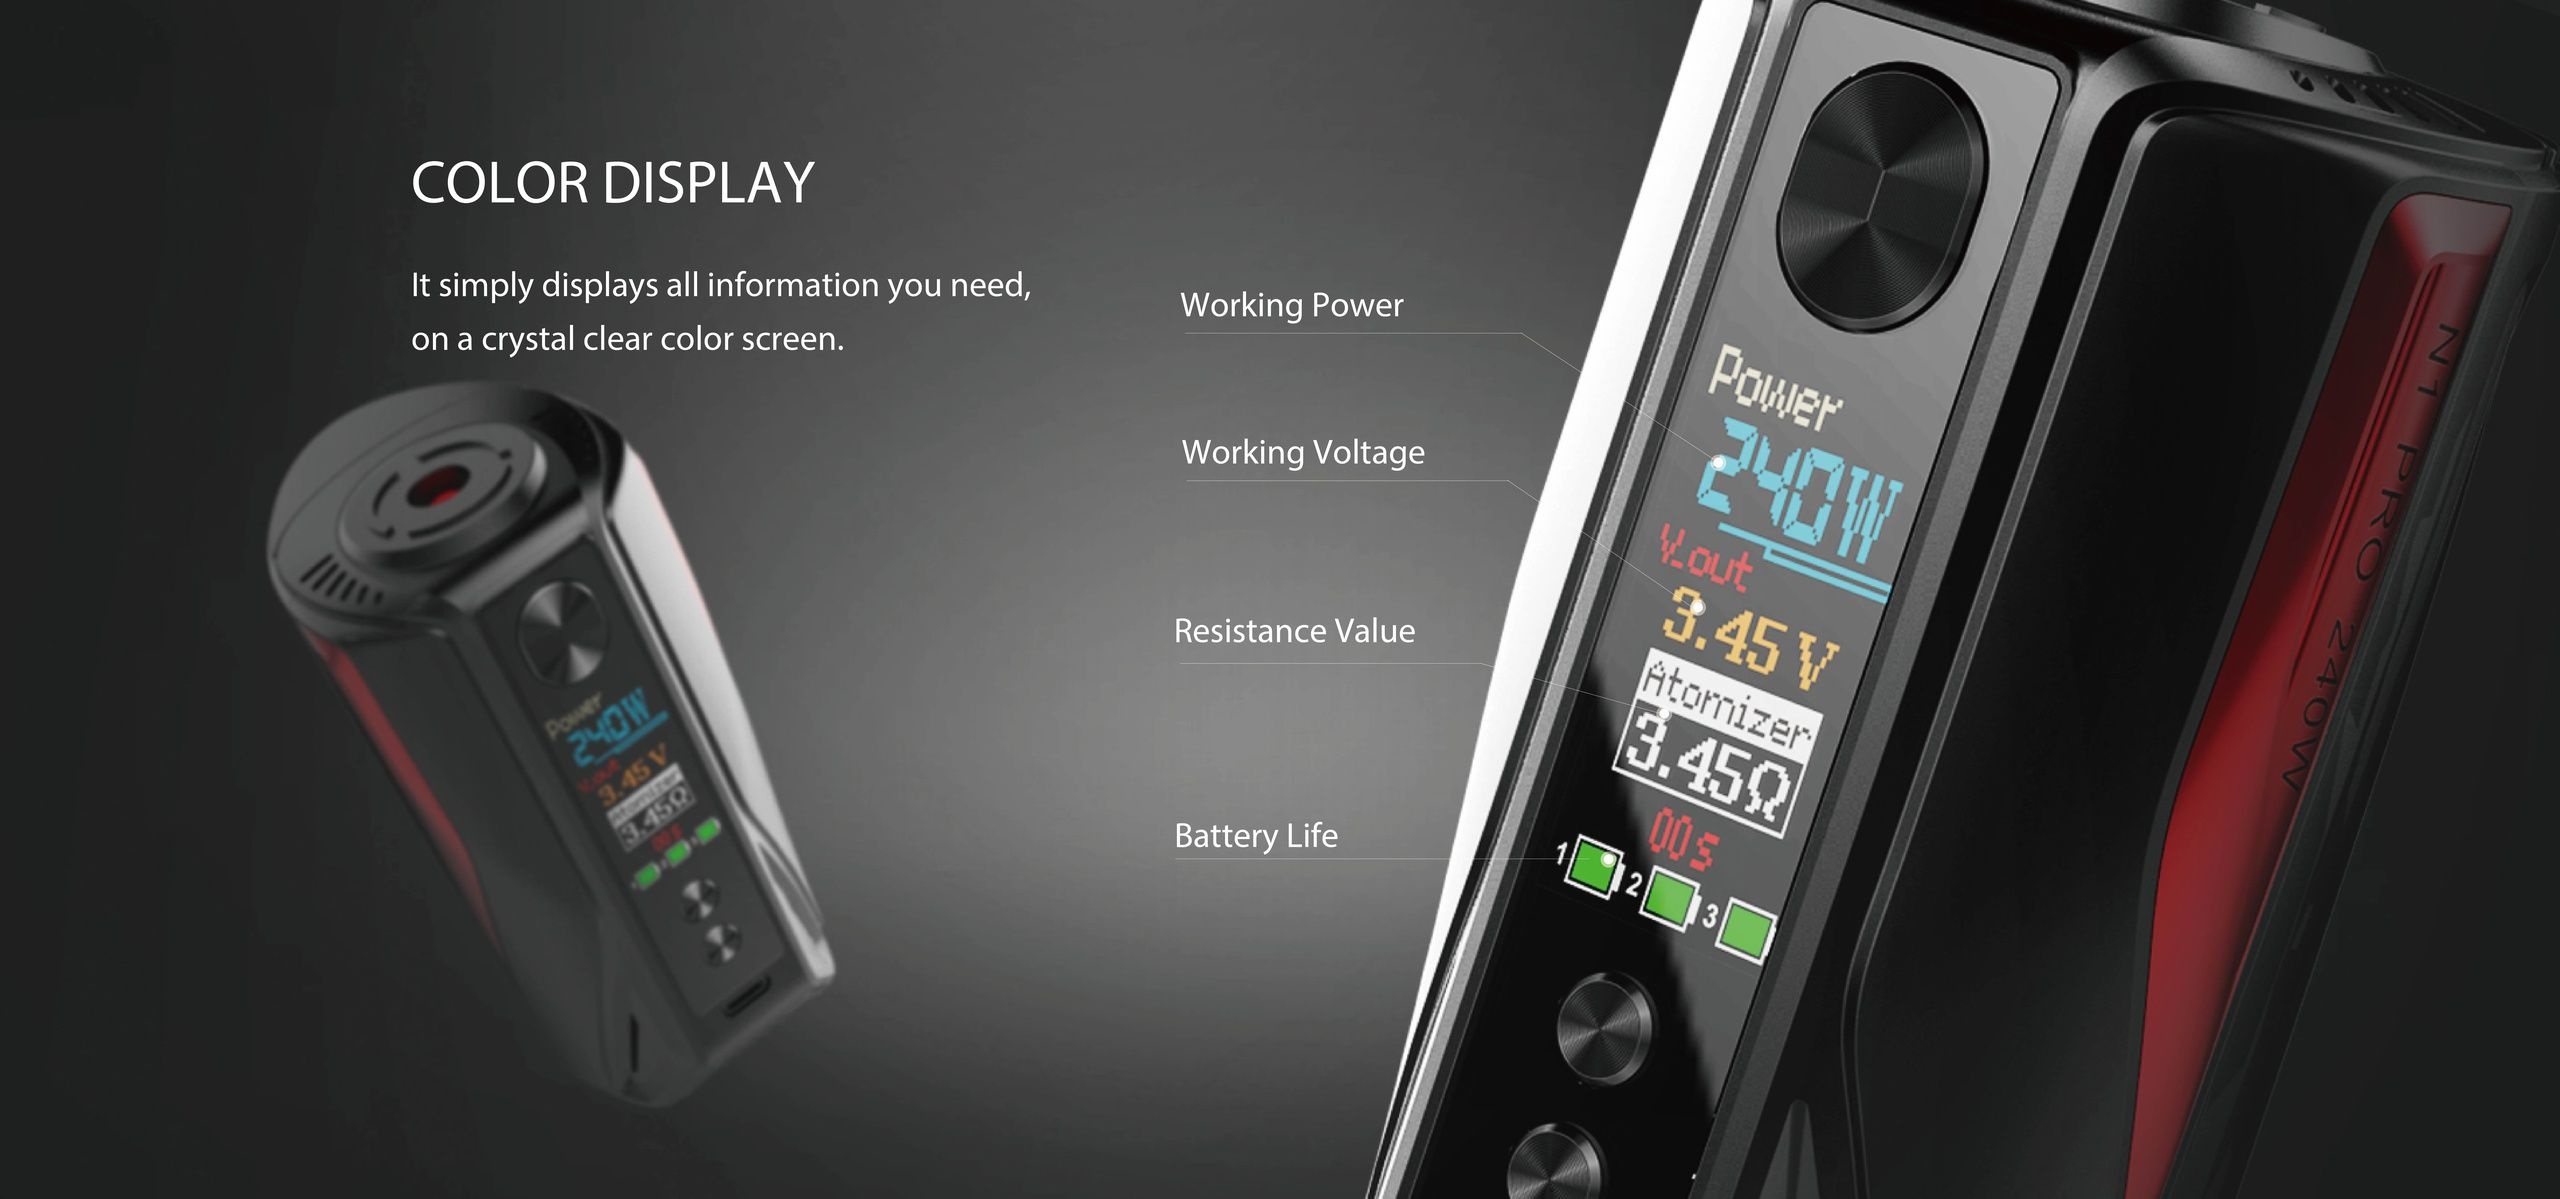 COLOR DISPLAY
It simply displays all information you need,
on a crystal clear color screen.
Working Power
Working Voltage
Resistance Value
Battery Life
Power
240W
V.out
3.45 V
Atomizer
3.45Ω
00s
1 2 3
N1 PRO 240W
Power
240W
V.out
3.45 V
Atomizer
3.45Ω
00s